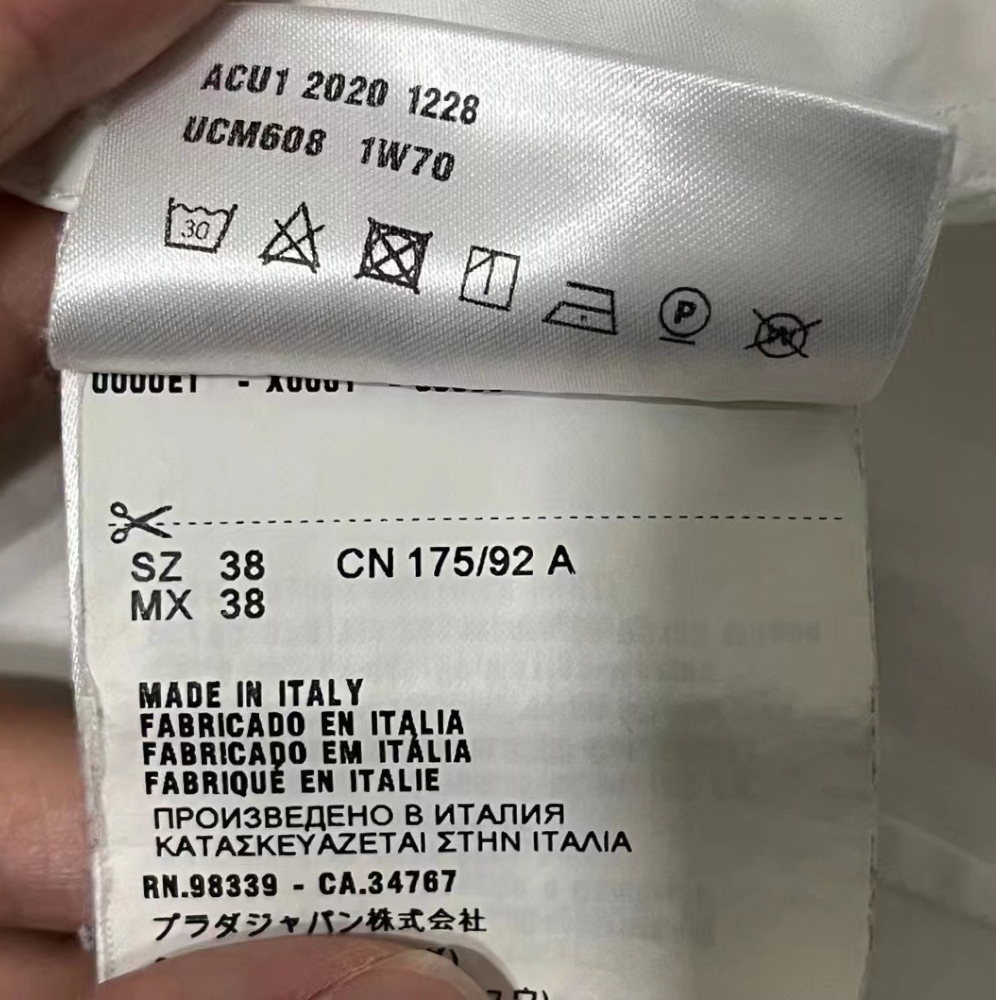 ACU1 2020 1228
UCM608 1W70
30
P
W
SZ 38 CN 175/92 A
MX 38
MADE IN ITALY
FABRICADO EN ITÁLIA
FABRICADO EM ITÁLIA
FABRIQUÉ EN ITALIE
ПРОИЗВЕДЕНО В ИТАЛИЯ
ΚΑΤΑΣΚΕΥΑΖΕΤΑΙ ΣΤΗΝ ΙΤΑΛΙΑ
RN.98339 - CA.34767
プラダジャパン株式会社